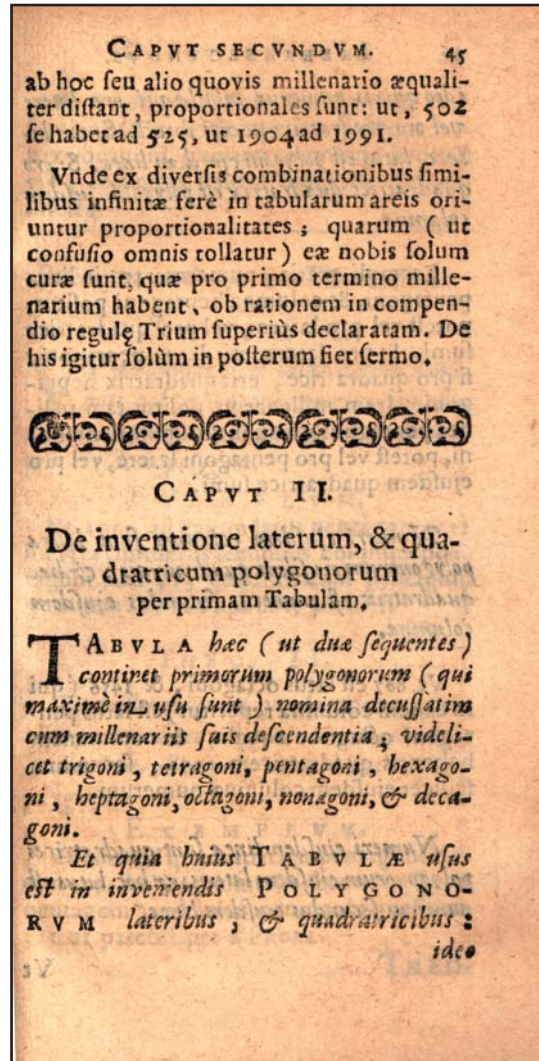 CAPVT SECVNDVM. 45
ab hoc ſeu alio quovis millenario æquali-
ter diſtant, proportionales ſunt: ut, 502
ſe habet ad 525, ut 1904 ad 1991.
Vnde ex diverſis combinationibus ſimi-
libus infinitæ ferè in tabularum areis ori-
untur proportionalitates; quarum ( ut
confuſio omnis tollatur ) eæ nobis ſolum
curæ ſunt, quæ pro primo termino mille-
narium habent, ob rationem in compen-
dio regulę Trium ſuperiùs declaratam. De
his igitur ſolùm in poſterum fiet ſermo.
CAPVT II.
De inventione laterum, & qua-
dratricum polygonorum
per primam Tabulam.
TABVLA hæc ( ut duæ ſequentes )
continet primorum polygonorum ( qui
maximè in uſu ſunt ) nomina decuſſatim
cum millenariis ſuis deſcendentia; videli-
cet trigoni, tetragoni, pentagoni, hexago-
ni, heptagoni, octagoni, nonagoni, & deca-
goni.
Et quia huius TABVLÆ uſus
eſt in inveniendis POLYGONO-
RVM lateribus, & quadratricibus:
ideo